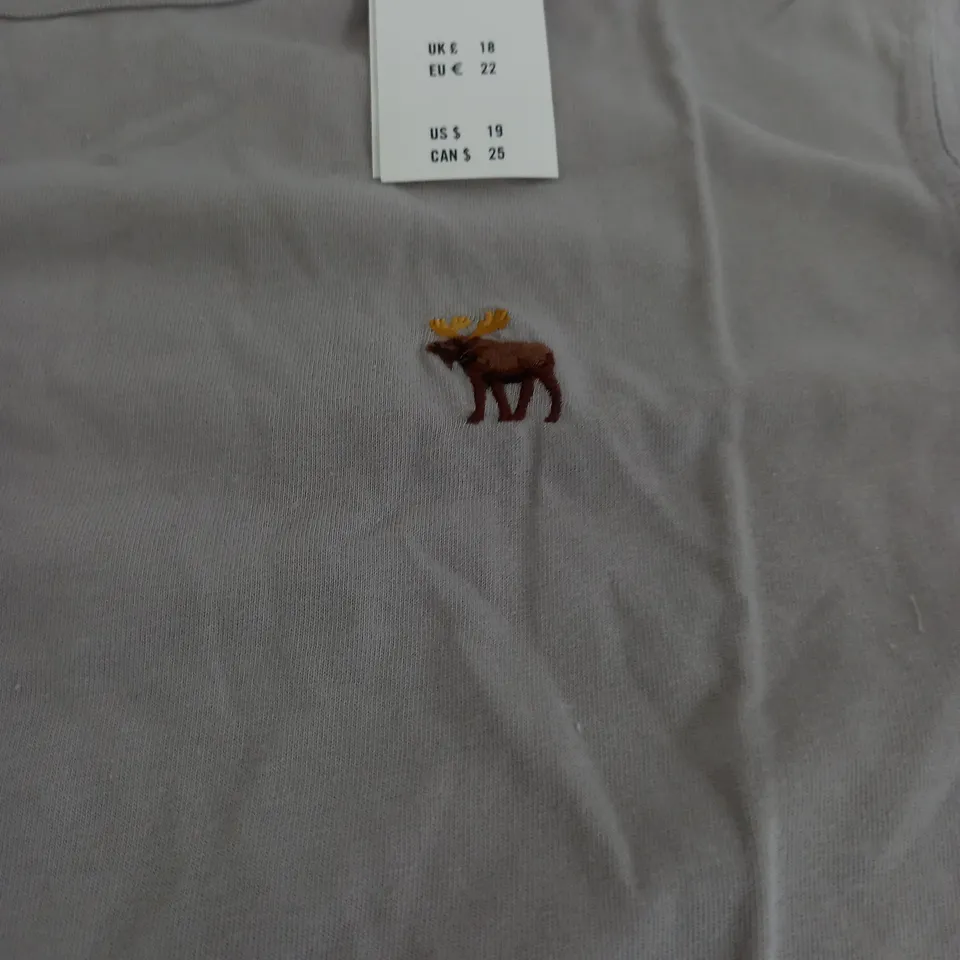 UK £ 18
EU € 22
US $ 19
CAN $ 25